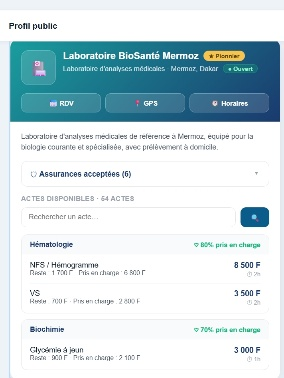 Profil public
Laboratoire BioSanté Mermoz ★ Pionnier
Laboratoire d'analyses médicales · Mermoz, Dakar ● Ouvert
RDV
GPS
Horaires
Laboratoire d'analyses médicales de référence à Mermoz, équipé pour la
biologie courante et spécialisée, avec prélèvement à domicile.
Assurances acceptées (6)
ACTES DISPONIBLES · 54 ACTES
Rechercher un acte...
Hématologie 80% pris en charge
NFS / Hémogramme 8 500 F
Reste : 1 700 F · Pris en charge : 6 800 F 2h
VS 3 500 F
Reste : 700 F · Pris en charge : 2 800 F 2h
Biochimie 70% pris en charge
Glycémie à jeun 3 000 F
Reste : 900 F · Pris en charge : 2 100 F 1h